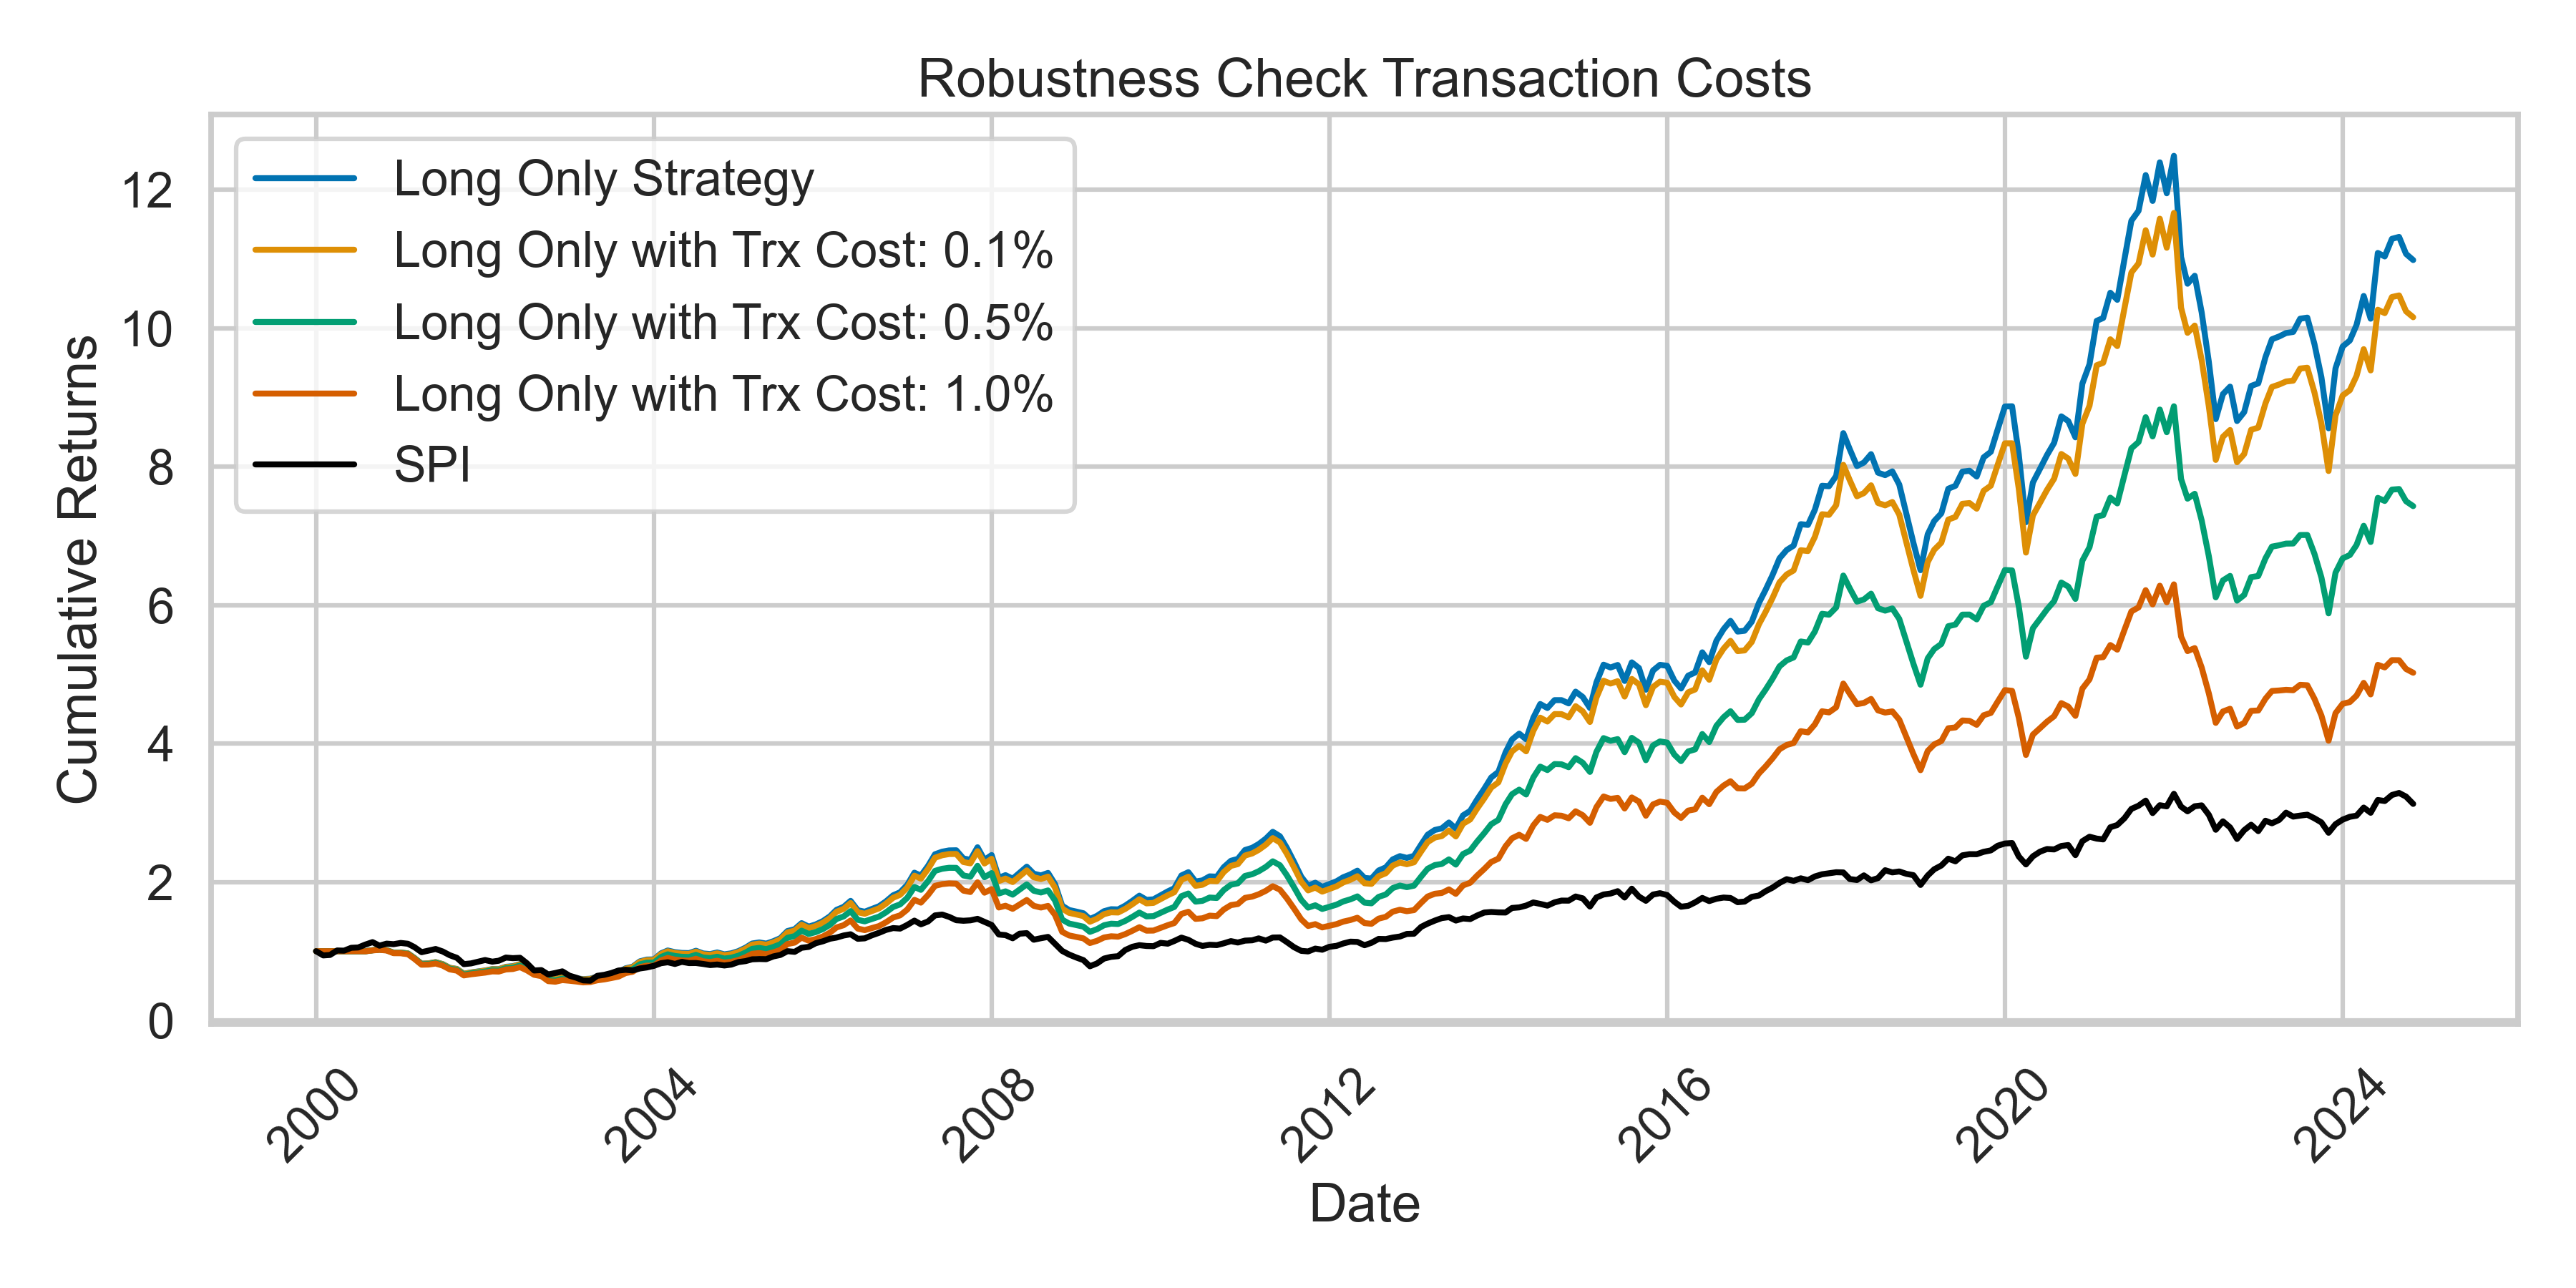 Robustness Check Transaction Costs
Long Only Strategy
Long Only with Trx Cost: 0.1%
Long Only with Trx Cost: 0.5%
Long Only with Trx Cost: 1.0%
SPI
Cumulative Returns
12
10
8
6
4
2
0
2000
2004
2008
2012
2016
2020
2024
Date